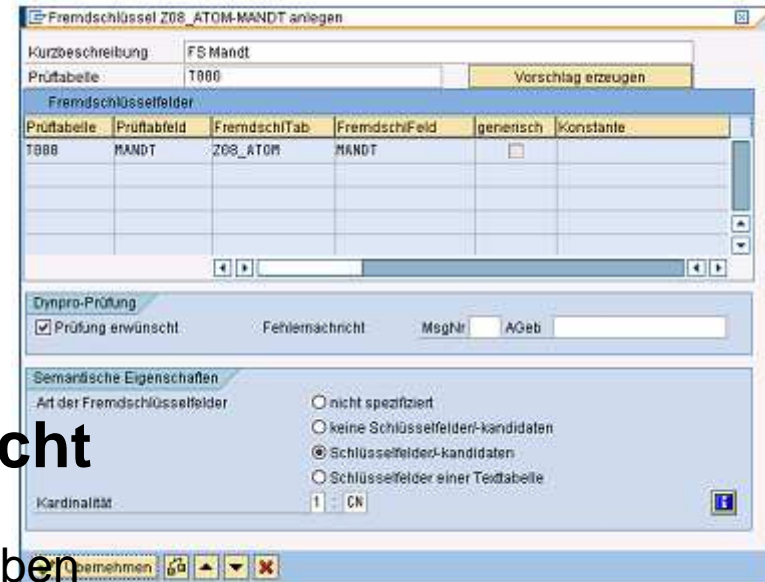 Fremdschlüssel Z08_ATOM-MANDT anlegen
Kurzbeschreibung FS Mandt
Prüftabelle T000 Vorschlag erzeugen
Fremdschlüsselfelder
Prüftabelle Prüftabfeld FremdschlTab FremdschlFeld generisch Konstante
T000 MANDT Z08_ATOM MANDT
Dynpro-Prüfung
Prüfung erwünscht Fehlernachricht MsgNr AGeb
Semantische Eigenschaften
Art der Fremdschlüsselfelder nicht spezifiziert
keine Schlüsselfelder/-kandidaten
Schlüsselfelder/-kandidaten
cht
Schlüsselfelder einer Texttabelle
Kardinalität 1 : CN
ben
Übernehmen